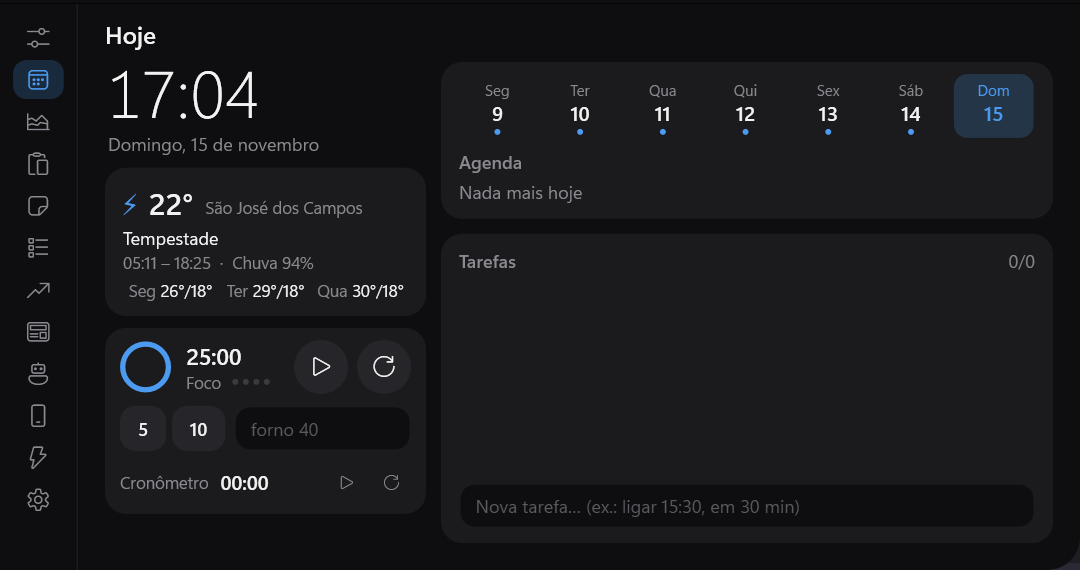 Hoje
17:04
Domingo, 15 de novembro
22° São José dos Campos
Tempestade
05:11 – 18:25 · Chuva 94%
Seg 26°/18° Ter 29°/18° Qua 30°/18°
25:00
Foco
5 10 forno 40
Cronômetro 00:00
Seg Ter Qua Qui Sex Sáb Dom
9 10 11 12 13 14 15
Agenda
Nada mais hoje
Tarefas 0/0
Nova tarefa... (ex.: ligar 15:30, em 30 min)